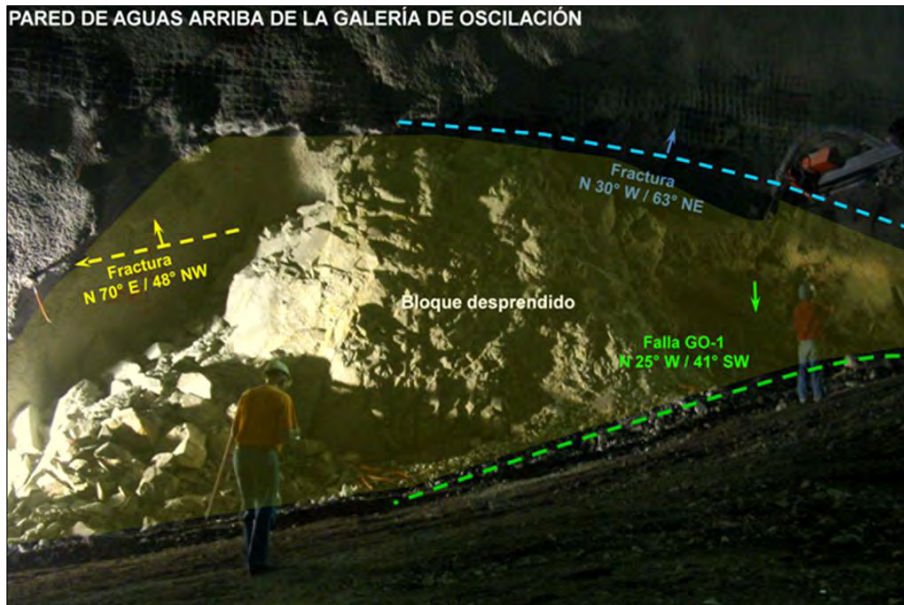 PARED DE AGUAS ARRIBA DE LA GALERÍA DE OSCILACIÓN
Fractura
N 30° W / 63° NE
Fractura
N 70° E / 48° NW
Bloque desprendido
Falla GO-1
N 25° W / 41° SW